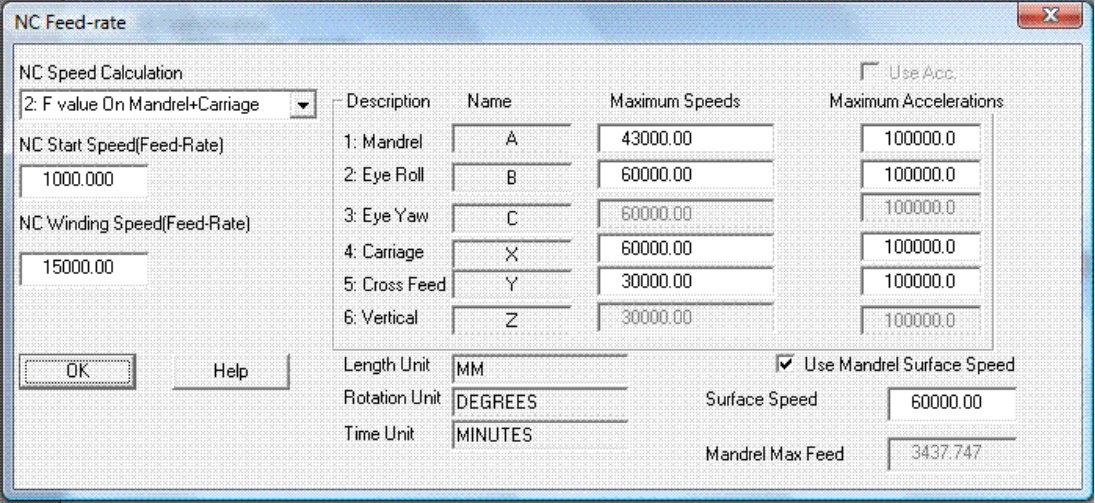 NC Feed-rate
NC Speed Calculation
2: F value On Mandrel+Carriage
NC Start Speed(Feed-Rate)
1000.000
NC Winding Speed(Feed-Rate)
15000.00
OK
Help
Use Acc.
Description Name Maximum Speeds Maximum Accelerations
1: Mandrel A 43000.00 100000.0
2: Eye Roll B 60000.00 100000.0
3: Eye Yaw C 60000.00 100000.0
4: Carriage X 60000.00 100000.0
5: Cross Feed Y 30000.00 100000.0
6: Vertical Z 30000.00 100000.0
Length Unit MM
Rotation Unit DEGREES
Time Unit MINUTES
Use Mandrel Surface Speed
Surface Speed 60000.00
Mandrel Max Feed 3437.747